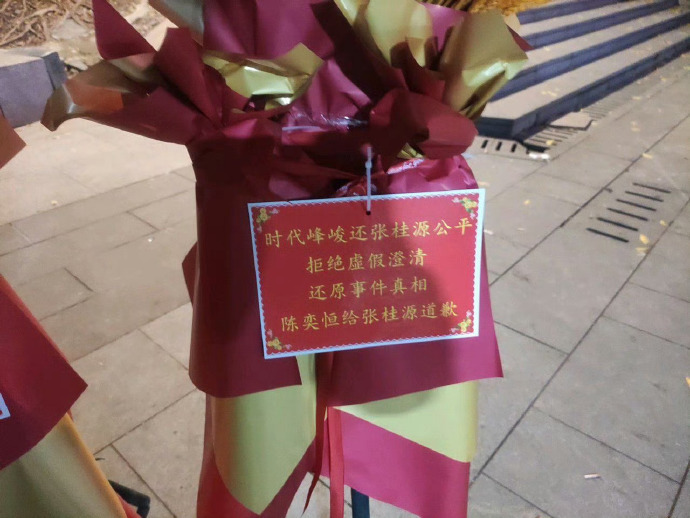 时代峰峻还张桂源公平
拒绝虚假澄清
还原事件真相
陈奕恒给张桂源道歉